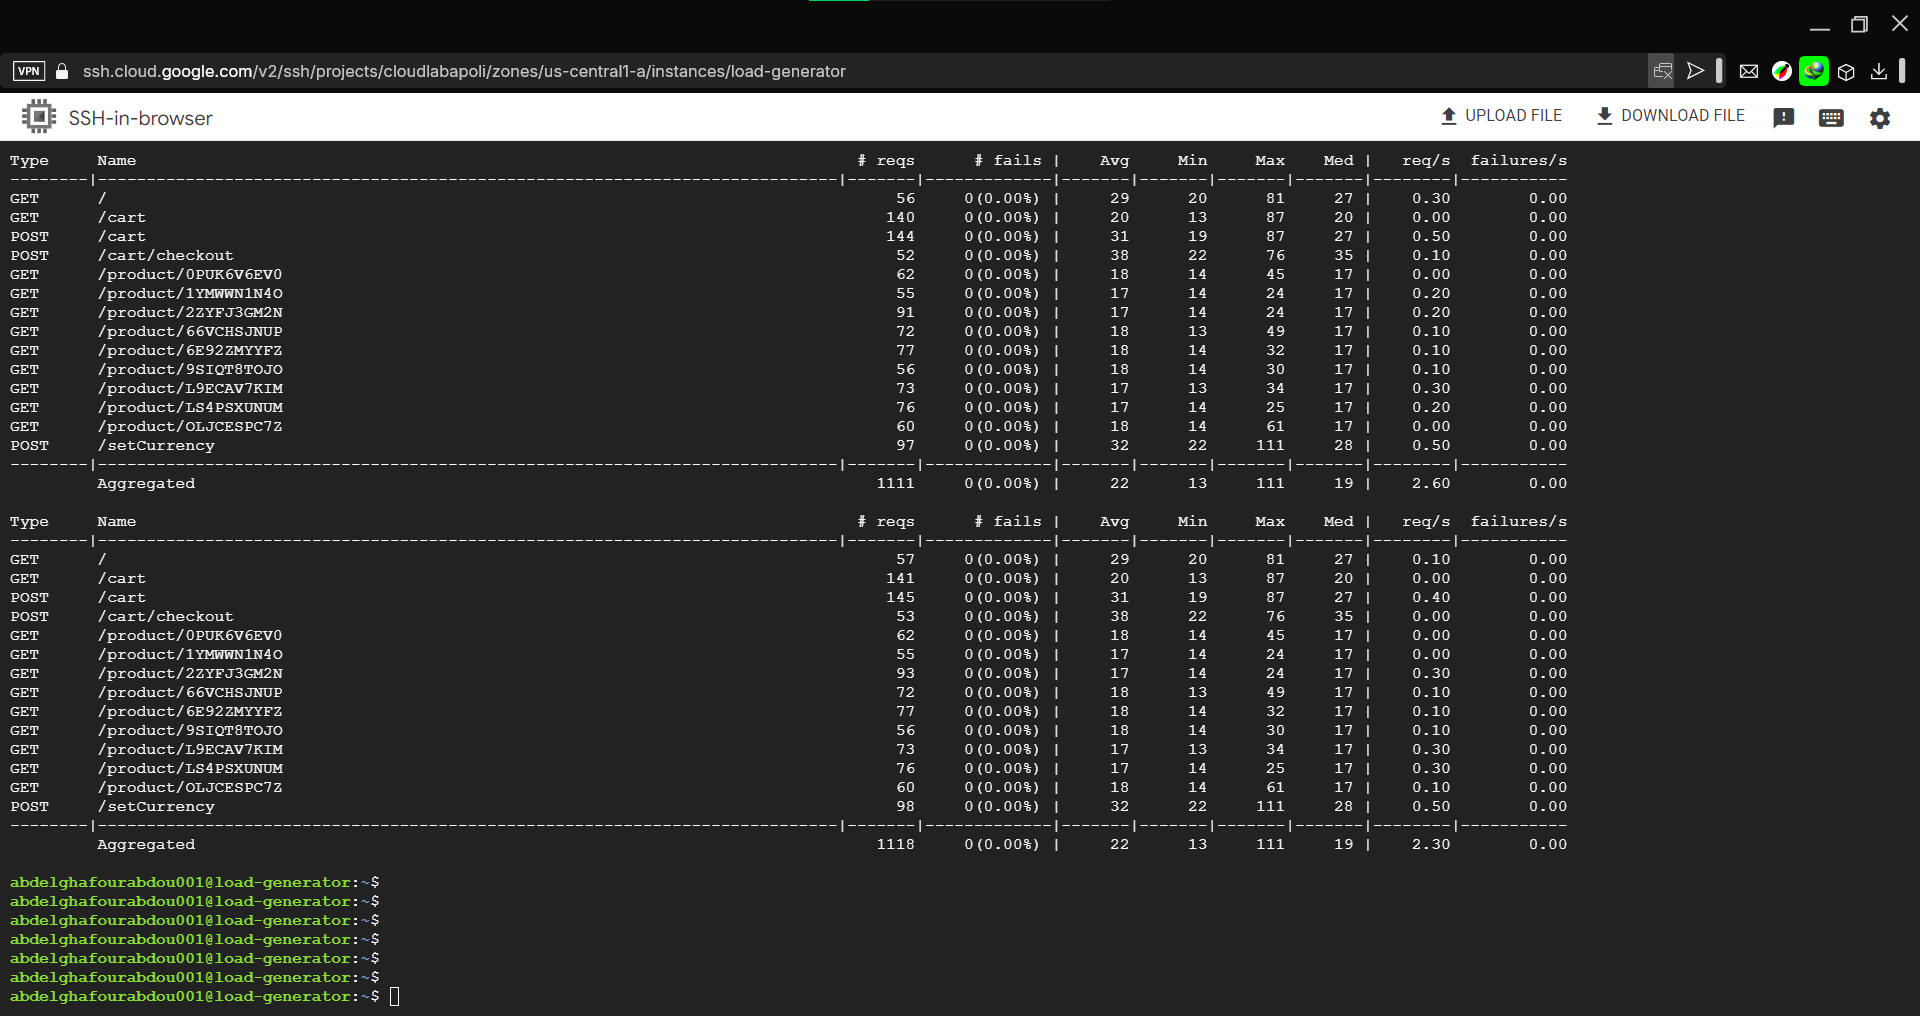 VPN ssh.cloud.google.com/v2/ssh/projects/cloudlabapoli/zones/us-central1-a/instances/load-generator
SSH-in-browser UPLOAD FILE DOWNLOAD FILE
Type Name # reqs # fails | Avg Min Max Med | req/s failures/s
--------|----------------------------------------------------------------------------|-------|-------------|-------|-------|-------|-------|--------|-----------
GET / 56 0(0.00%) | 29 20 81 27 | 0.30 0.00
GET /cart 140 0(0.00%) | 20 13 87 20 | 0.00 0.00
POST /cart 144 0(0.00%) | 31 19 87 27 | 0.50 0.00
POST /cart/checkout 52 0(0.00%) | 38 22 76 35 | 0.10 0.00
GET /product/0PUK6V6EV0 62 0(0.00%) | 18 14 45 17 | 0.00 0.00
GET /product/1YMWWN1N4O 55 0(0.00%) | 17 14 24 17 | 0.20 0.00
GET /product/2ZYFJ3GM2N 91 0(0.00%) | 17 14 24 17 | 0.20 0.00
GET /product/66VCHSJNUP 72 0(0.00%) | 18 13 49 17 | 0.10 0.00
GET /product/6E92ZMYYFZ 77 0(0.00%) | 18 14 32 17 | 0.10 0.00
GET /product/9SIQT8TOJO 56 0(0.00%) | 18 14 30 17 | 0.10 0.00
GET /product/L9ECAV7KIM 73 0(0.00%) | 17 13 34 17 | 0.30 0.00
GET /product/LS4PSXUNUM 76 0(0.00%) | 17 14 25 17 | 0.20 0.00
GET /product/OLJCESPC7Z 60 0(0.00%) | 18 14 61 17 | 0.00 0.00
POST /setCurrency 97 0(0.00%) | 32 22 111 28 | 0.50 0.00
--------|----------------------------------------------------------------------------|-------|-------------|-------|-------|-------|-------|--------|-----------
Aggregated 1111 0(0.00%) | 22 13 111 19 | 2.60 0.00
Type Name # reqs # fails | Avg Min Max Med | req/s failures/s
--------|----------------------------------------------------------------------------|-------|-------------|-------|-------|-------|-------|--------|-----------
GET / 57 0(0.00%) | 29 20 81 27 | 0.10 0.00
GET /cart 141 0(0.00%) | 20 13 87 20 | 0.00 0.00
POST /cart 145 0(0.00%) | 31 19 87 27 | 0.40 0.00
POST /cart/checkout 53 0(0.00%) | 38 22 76 35 | 0.00 0.00
GET /product/0PUK6V6EV0 62 0(0.00%) | 18 14 45 17 | 0.00 0.00
GET /product/1YMWWN1N4O 55 0(0.00%) | 17 14 24 17 | 0.00 0.00
GET /product/2ZYFJ3GM2N 93 0(0.00%) | 17 14 24 17 | 0.30 0.00
GET /product/66VCHSJNUP 72 0(0.00%) | 18 13 49 17 | 0.10 0.00
GET /product/6E92ZMYYFZ 77 0(0.00%) | 18 14 32 17 | 0.10 0.00
GET /product/9SIQT8TOJO 56 0(0.00%) | 18 14 30 17 | 0.10 0.00
GET /product/L9ECAV7KIM 73 0(0.00%) | 17 13 34 17 | 0.30 0.00
GET /product/LS4PSXUNUM 76 0(0.00%) | 17 14 25 17 | 0.30 0.00
GET /product/OLJCESPC7Z 60 0(0.00%) | 18 14 61 17 | 0.10 0.00
POST /setCurrency 98 0(0.00%) | 32 22 111 28 | 0.50 0.00
--------|----------------------------------------------------------------------------|-------|-------------|-------|-------|-------|-------|--------|-----------
Aggregated 1118 0(0.00%) | 22 13 111 19 | 2.30 0.00
abdelghafourabdou001@load-generator:~$
abdelghafourabdou001@load-generator:~$
abdelghafourabdou001@load-generator:~$
abdelghafourabdou001@load-generator:~$
abdelghafourabdou001@load-generator:~$
abdelghafourabdou001@load-generator:~$
abdelghafourabdou001@load-generator:~$